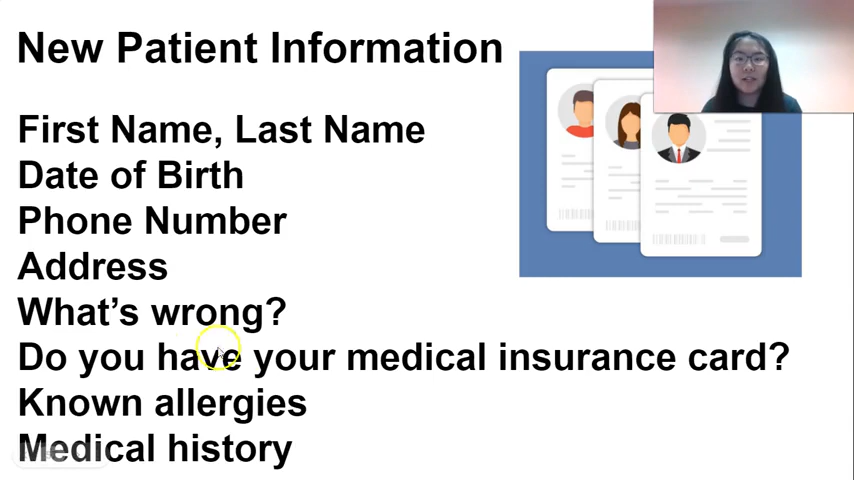 New Patient Information
First Name, Last Name
Date of Birth
Phone Number
Address
What's wrong?
Do you have your medical insurance card?
Known allergies
Medical history